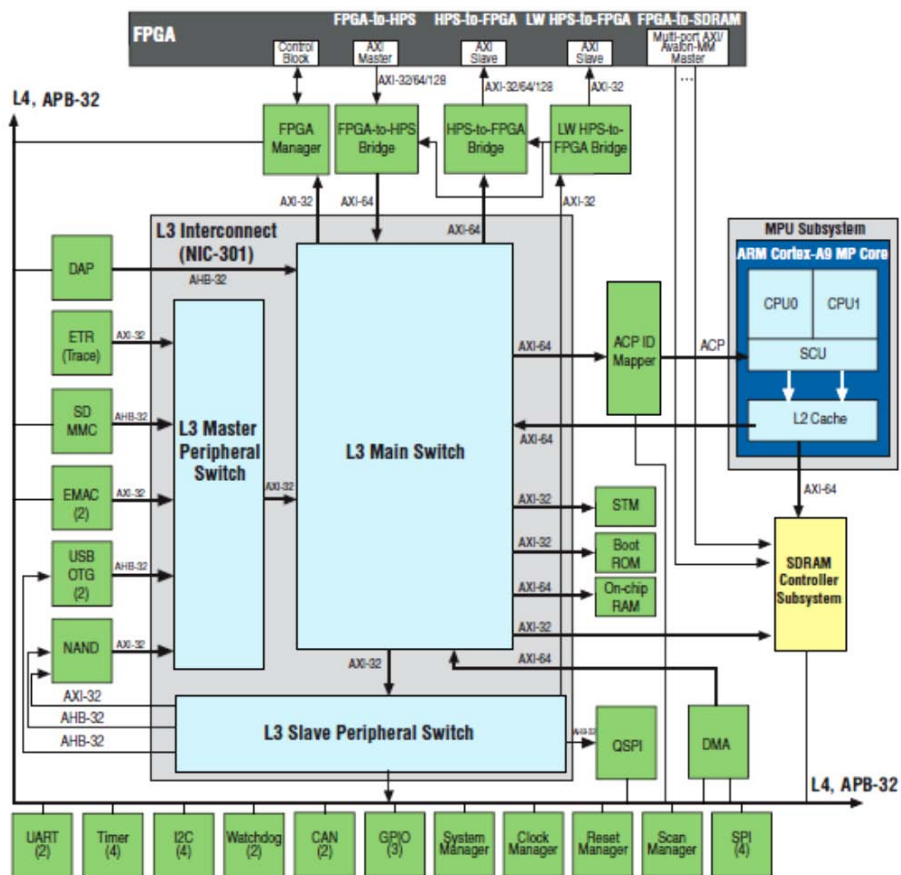 FPGA
FPGA-to-HPS
HPS-to-FPGA
LW HPS-to-FPGA
FPGA-to-SDRAM
Control
Block
AXI
Master
AXI
Slave
AXI
Slave
Multi-port AXI/
Avalon-MM
Master
...
AXI-32/64/128
AXI-32/64/128
AXI-32
L4, APB-32
FPGA
Manager
FPGA-to-HPS
Bridge
HPS-to-FPGA
Bridge
LW HPS-to-
FPGA Bridge
AXI-32
AXI-64
AXI-64
AXI-32
L3 Interconnect
(NIC-301)
MPU Subsystem
ARM Cortex-A9 MP Core
CPU0
CPU1
SCU
L2 Cache
DAP
AHB-32
ETR
(Trace)
AXI-32
SD
MMC
AHB-32
EMAC
(2)
AXI-32
USB
OTG
(2)
AHB-32
NAND
AXI-32
AXI-32
AHB-32
AHB-32
L3 Master
Peripheral
Switch
AXI-32
L3 Main Switch
AXI-64
ACP ID
Mapper
ACP
AXI-64
AXI-64
AXI-32
STM
AXI-32
Boot
ROM
AXI-64
On-chip
RAM
AXI-32
SDRAM
Controller
Subsystem
AXI-32
AXI-64
L3 Slave Peripheral Switch
QSPI
DMA
L4, APB-32
UART
(2)
Timer
(4)
I2C
(4)
Watchdog
(2)
CAN
(2)
GPIO
(3)
System
Manager
Clock
Manager
Reset
Manager
Scan
Manager
SPI
(4)